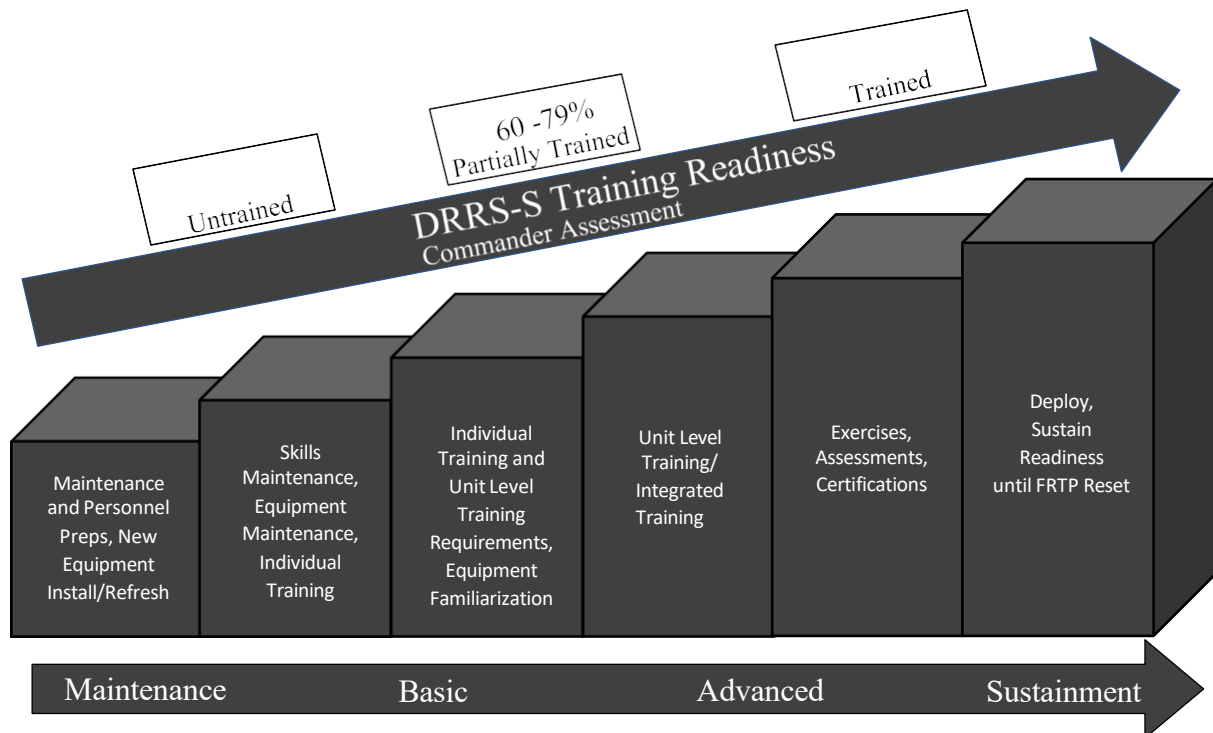 Untrained
60 -79%
Partially Trained
Trained
DRRS-S Training Readiness
Commander Assessment
Maintenance
and Personnel
Preps, New
Equipment
Install/Refresh
Skills
Maintenance,
Equipment
Maintenance,
Individual
Training
Individual
Training and
Unit Level
Training
Requirements,
Equipment
Familiarization
Unit Level
Training/
Integrated
Training
Exercises,
Assessments,
Certifications
Deploy,
Sustain
Readiness
until FRTP Reset
Maintenance
Basic
Advanced
Sustainment